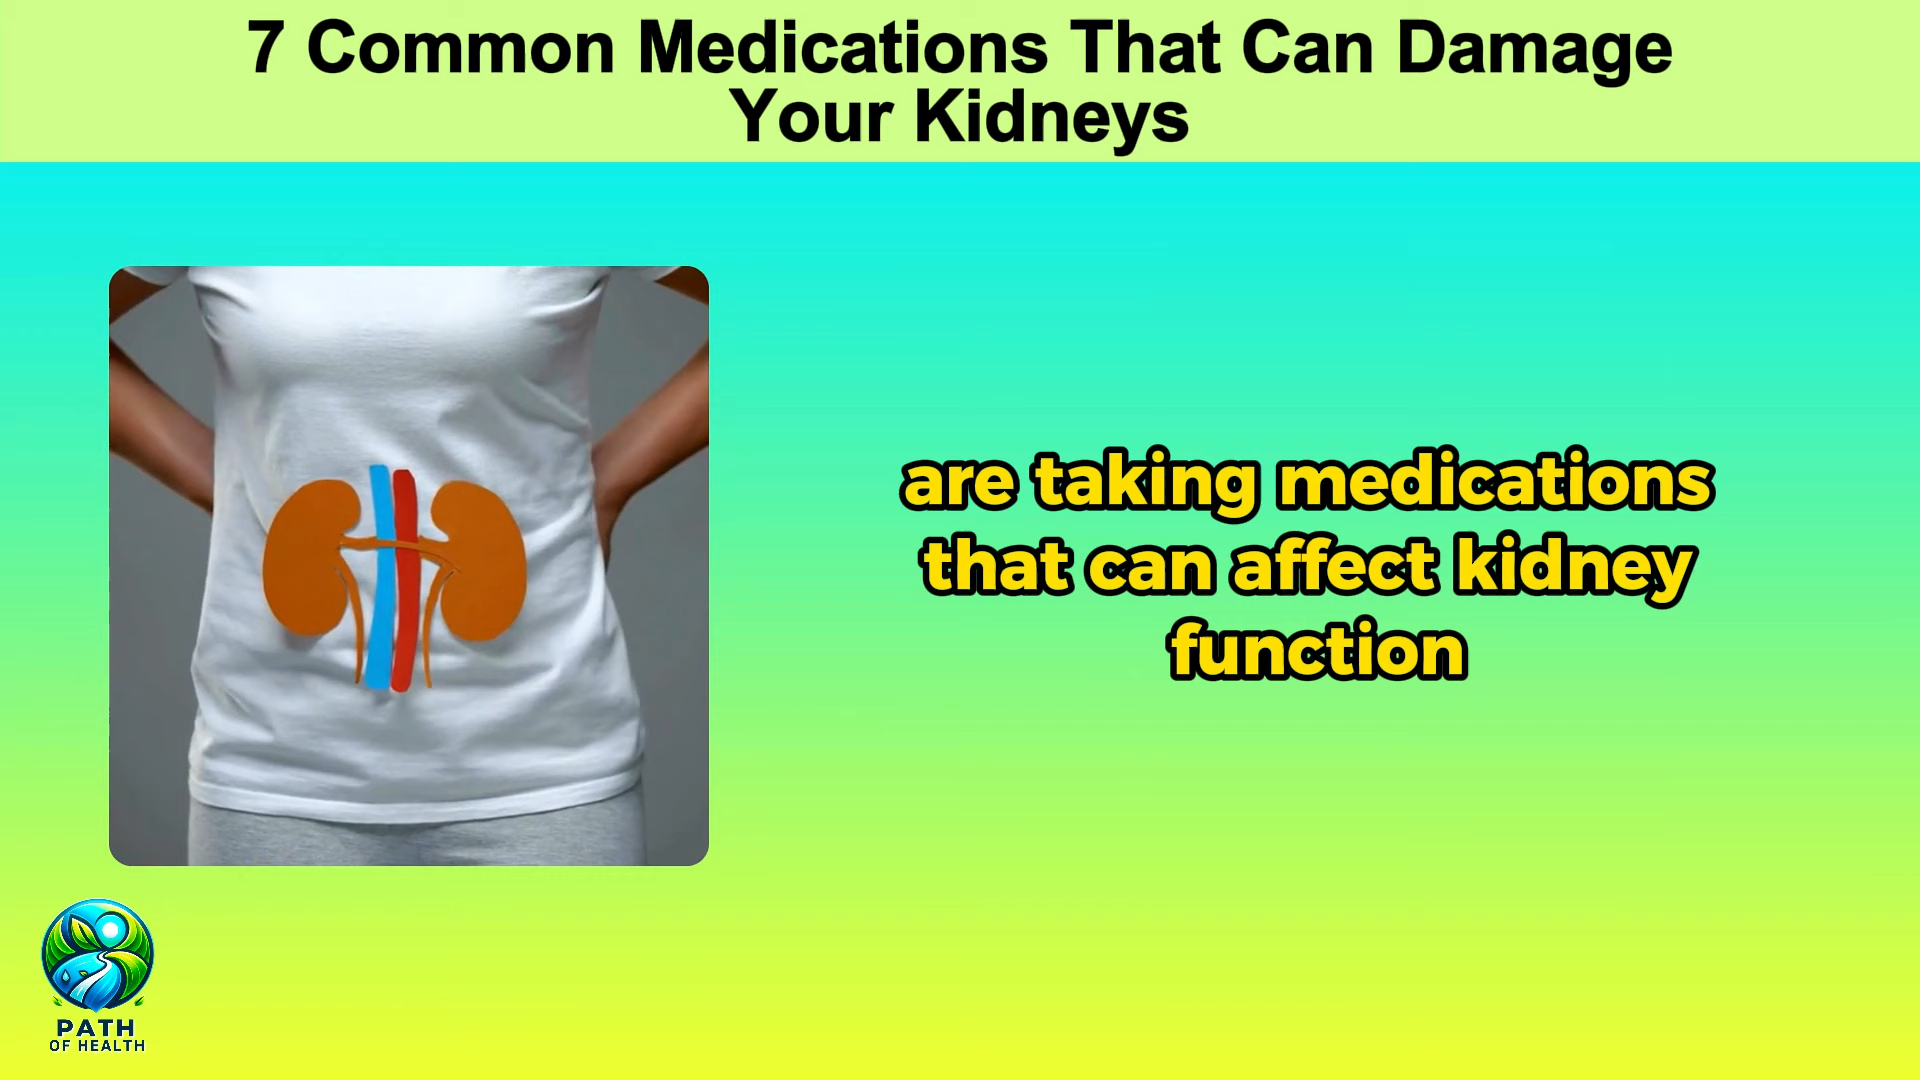 7 Common Medications That Can Damage
Your Kidneys
are taking medications
that can affect kidney
function
PATH
OF HEALTH